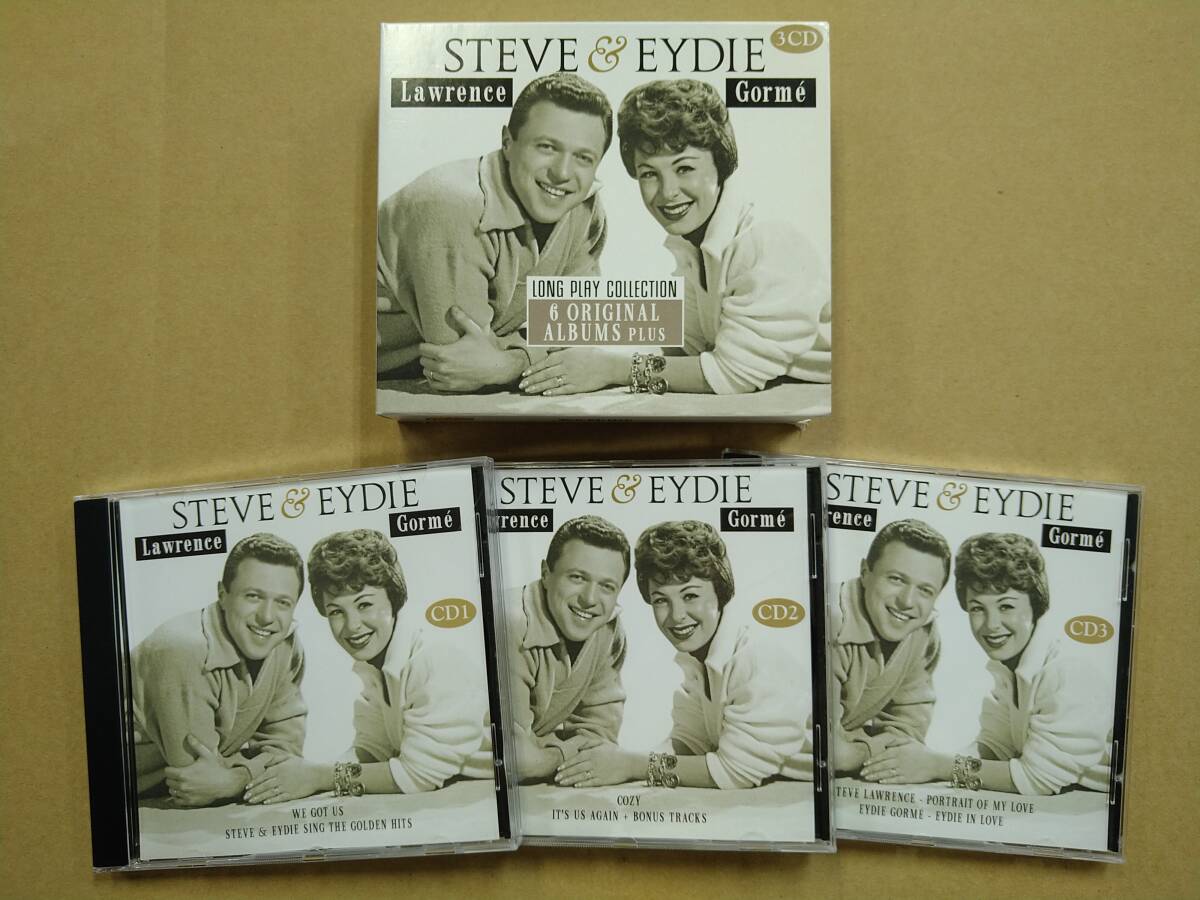 STEVE & EYDIE
3CD
Lawrence
Gormé
LONG PLAY COLLECTION
6 ORIGINAL
ALBUMS PLUS
STEVE & EYDIE
Lawrence
Gormé
CD1
WE GOT US
STEVE & EYDIE SING THE GOLDEN HITS
STEVE & EYDIE
wrence
Gormé
CD2
COZY
IT'S US AGAIN + BONUS TRACKS
STEVE & EYDIE
rence
Gormé
CD3
TEVE LAWRENCE - PORTRAIT OF MY LOVE
EYDIE GORME - EYDIE IN LOVE